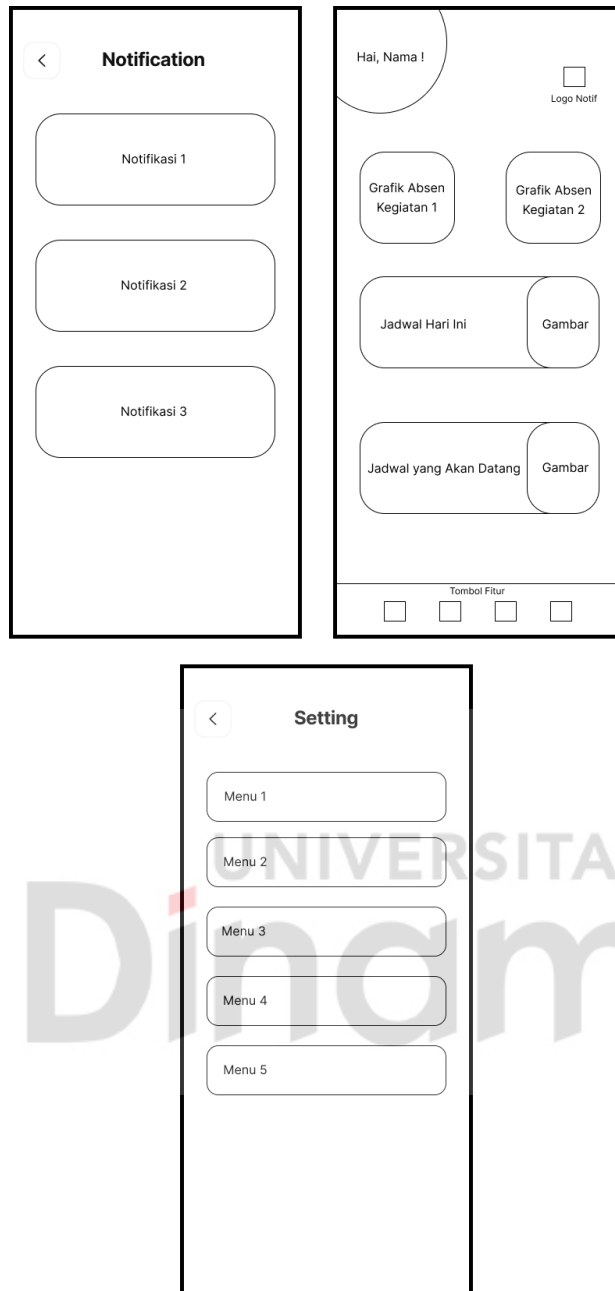 Notification
Notifikasi 1
Notifikasi 2
Notifikasi 3
Hai, Nama !
Logo Notif
Grafik Absen
Kegiatan 1
Grafik Absen
Kegiatan 2
Jadwal Hari Ini
Gambar
Jadwal yang Akan Datang
Gambar
Tombol Fitur
Setting
Menu 1
Menu 2
Menu 3
Menu 4
Menu 5
UNIVERSITA
Dinam